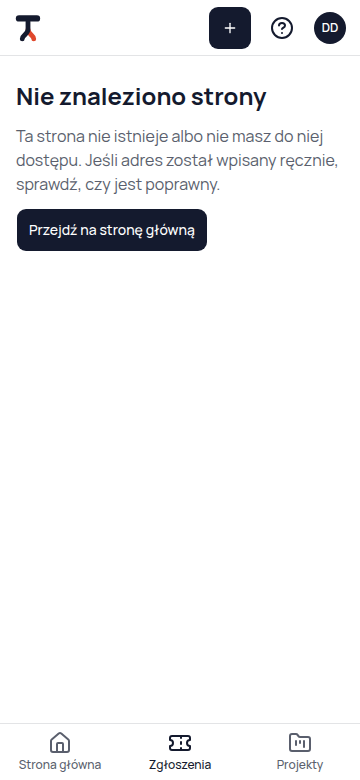 DD
Nie znaleziono strony
Ta strona nie istnieje albo nie masz do niej
dostępu. Jeśli adres został wpisany ręcznie,
sprawdź, czy jest poprawny.
Przejdź na stronę główną
Strona główna
Zgłoszenia
Projekty